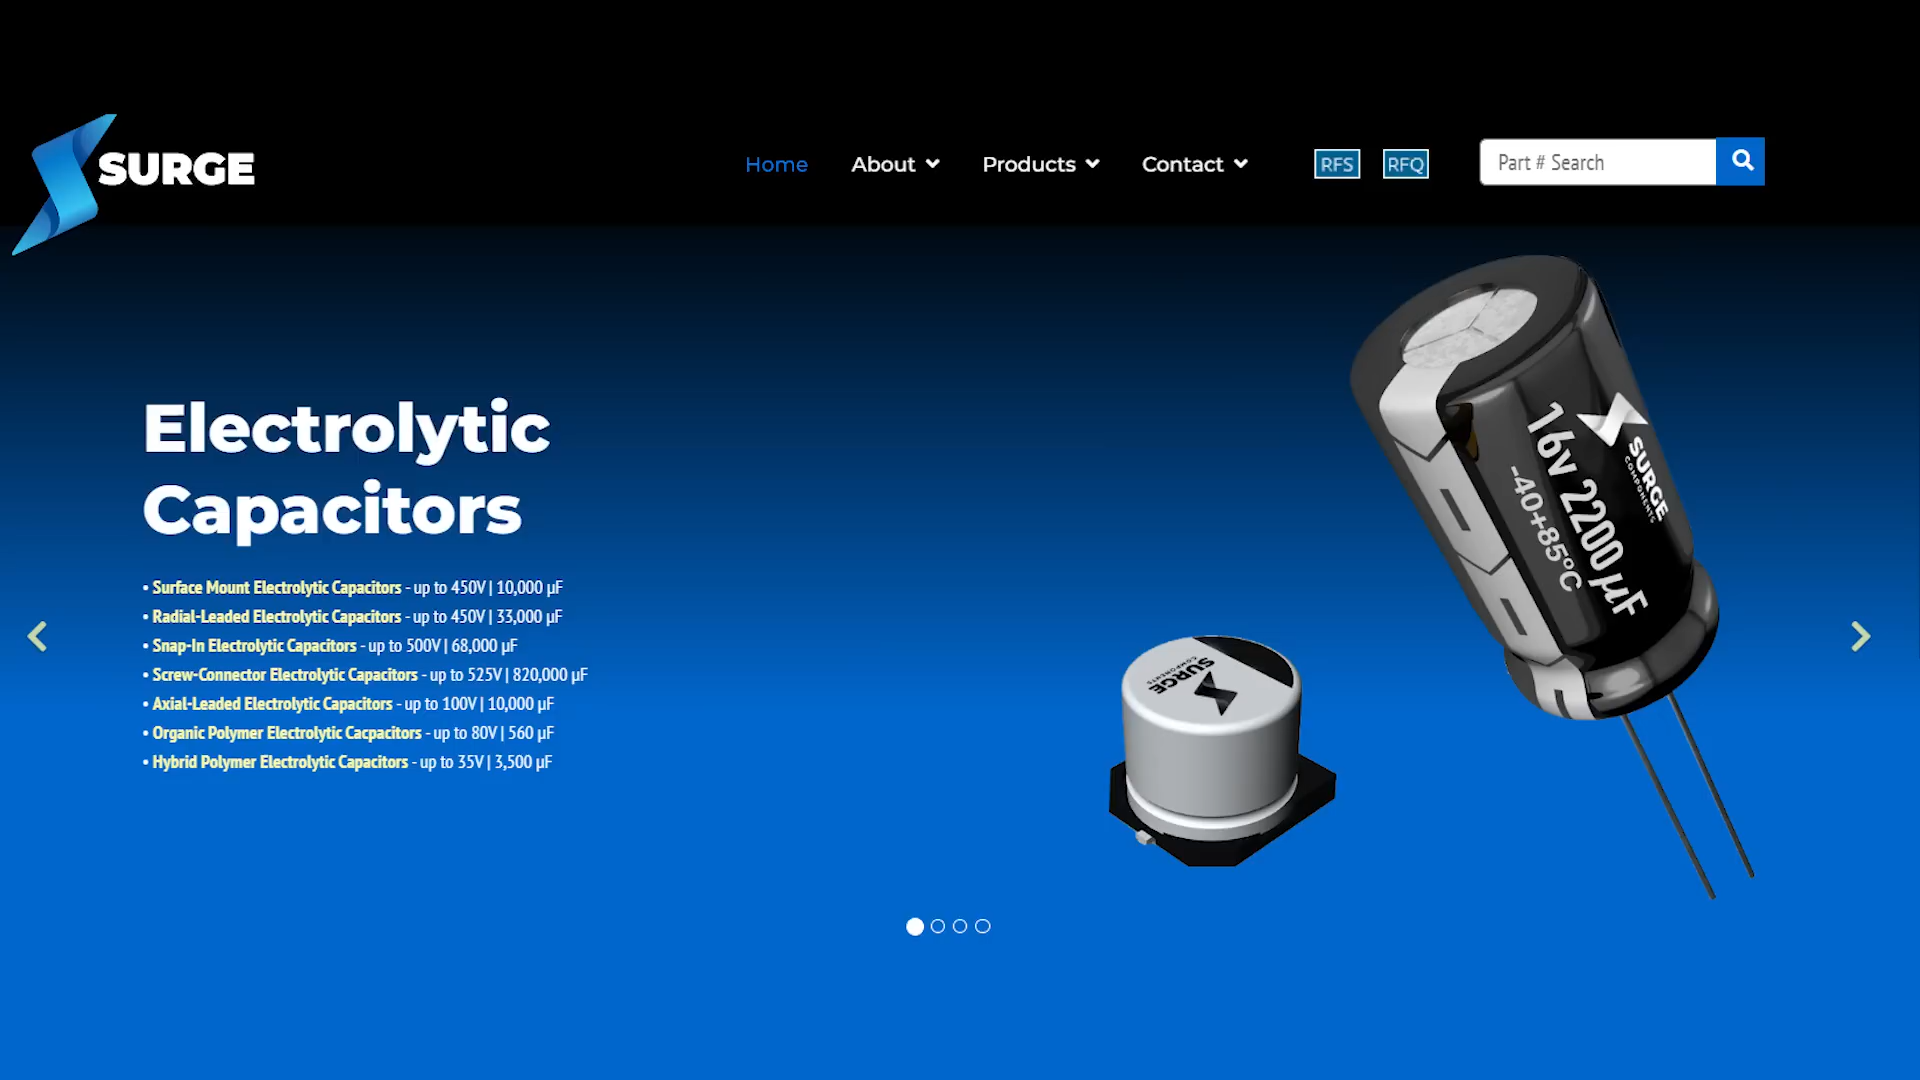 SURGE
Home
About
Products
Contact
RFS
RFQ
Part # Search
Electrolytic
Capacitors
• Surface Mount Electrolytic Capacitors - up to 450V | 10,000 µF
• Radial-Leaded Electrolytic Capacitors - up to 450V | 33,000 µF
• Snap-In Electrolytic Capacitors - up to 500V | 68,000 µF
• Screw-Connector Electrolytic Capacitors - up to 525V | 820,000 µF
• Axial-Leaded Electrolytic Capacitors - up to 100V | 10,000 µF
• Organic Polymer Electrolytic Cacpacitors - up to 80V | 560 µF
• Hybrid Polymer Electrolytic Capacitors - up to 35V | 3,500 µF
SURGE
COMPONENTS
SURGE
COMPONENTS
16v 2200µF
-40+85°C